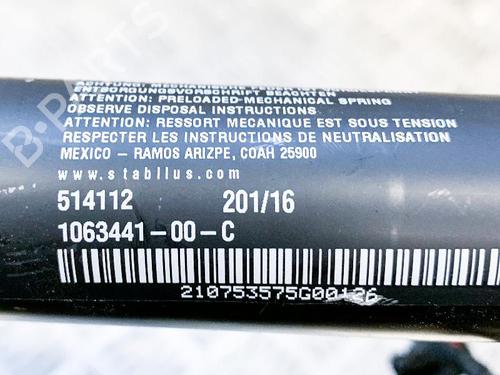 ENTSORGUNGSVORSCHRIFT BEACHTEN
ATTENTION: PRELOADED-MECHANICAL SPRING
OBSERVE DISPOSAL INSTRUCTIONS
ATTENTION: RESSORT MECANIQUE EST SOUS TENSION
RESPECTER LES INSTRUCTIONS DE NEUTRALISATION
MEXICO – RAMOS ARIZPE, COAH 25900
www.stabilus.com
514112 201/16
1063441-00-C
210753575G00126
B-PARTS